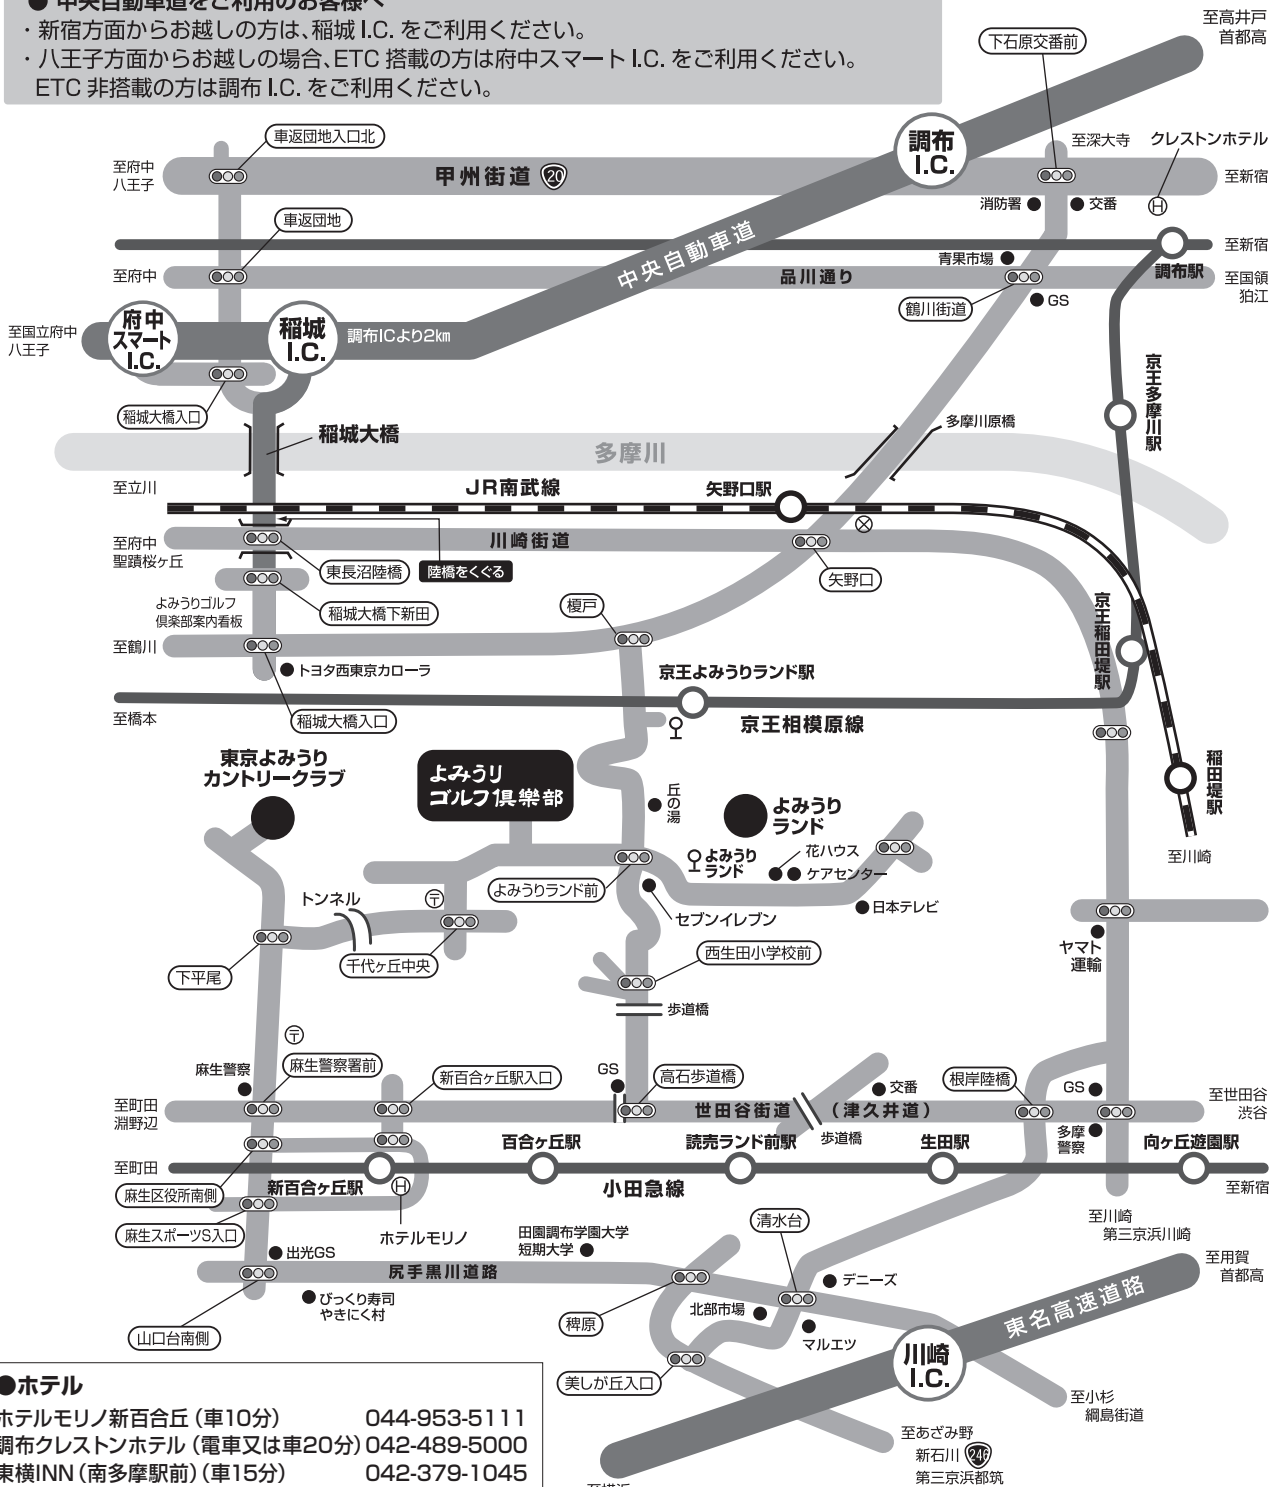 ● 中央自動車道をご利用のお客様へ
・新宿方面からお越しの方は、稲城 I.C. をご利用ください。
・八王子方面からお越しの場合、ETC 搭載の方は府中スマート I.C. をご利用ください。
ETC 非搭載の方は調布 I.C. をご利用ください。
至高井戸
首都高
下石原交番前
車返団地入口北
調布
I.C.
至深大寺
クレストンホテル
至府中
八王子
甲州街道 20
至新宿
消防署
交番
H
車返団地
至新宿
中央自動車道
青果市場
調布駅
至府中
品川通り
至国領
狛江
鶴川街道
GS
至国立府中
八王子
府中
スマート
I.C.
稲城
I.C.
調布ICより2㎞
京王多摩川駅
稲城大橋入口
稲城大橋
多摩川
多摩川原橋
至立川
JR南武線
矢野口駅
至府中
聖蹟桜ヶ丘
川崎街道
東長沼陸橋
陸橋をくぐる
矢野口
よみうりゴルフ
倶楽部案内看板
稲城大橋下新田
榎戸
京王稲田堤駅
至鶴川
トヨタ西東京カローラ
京王よみうりランド駅
至橋本
稲城大橋入口
京王相模原線
東京よみうり
カントリークラブ
よみうり
ゴルフ倶楽部
丘の湯
よみうり
ランド
稲田堤駅
至川崎
よみうり
ランド
花ハウス
ケアセンター
よみうりランド前
トンネル
〒
セブンイレブン
日本テレビ
下平尾
千代ヶ丘中央
西生田小学校前
ヤマト
運輸
歩道橋
〒
麻生警察
麻生警察署前
新百合ヶ丘駅入口
GS
高石歩道橋
交番
根岸陸橋
GS
至町田
淵野辺
世田谷街道
(津久井道)
至世田谷
渋谷
百合ヶ丘駅
読売ランド前駅
歩道橋
生田駅
多摩
警察
向ヶ丘遊園駅
至町田
麻生区役所南側
新百合ヶ丘駅
H
小田急線
至新宿
麻生スポーツS入口
ホテルモリノ
田園調布学園大学
短期大学
清水台
至川崎
第三京浜川崎
出光GS
尻手黒川道路
至用賀
首都高
びっくり寿司
やきにく村
デニーズ
北部市場
東名高速道路
山口台南側
稗原
マルエツ
川崎
I.C.
美しが丘入口
至小杉
綱島街道
●ホテル
ホテルモリノ新百合丘（車10分） 044-953-5111
調布クレストンホテル（電車又は車20分） 042-489-5000
東横INN（南多摩駅前）（車15分） 042-379-1045
至あざみ野
新石川 246
第三京浜都筑
至横浜